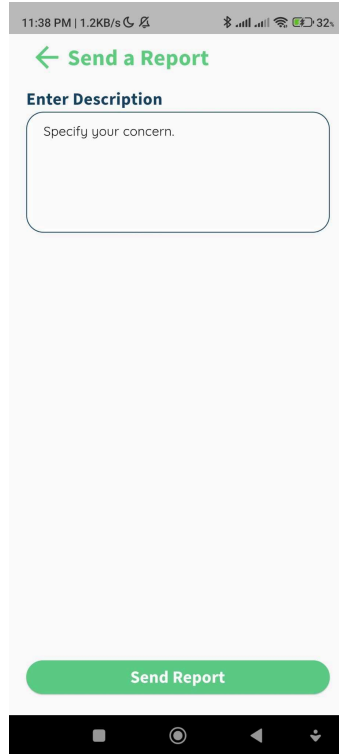 11:38 PM | 1.2KB/s 32%
Send a Report
Enter Description
Specify your concern.
Send Report